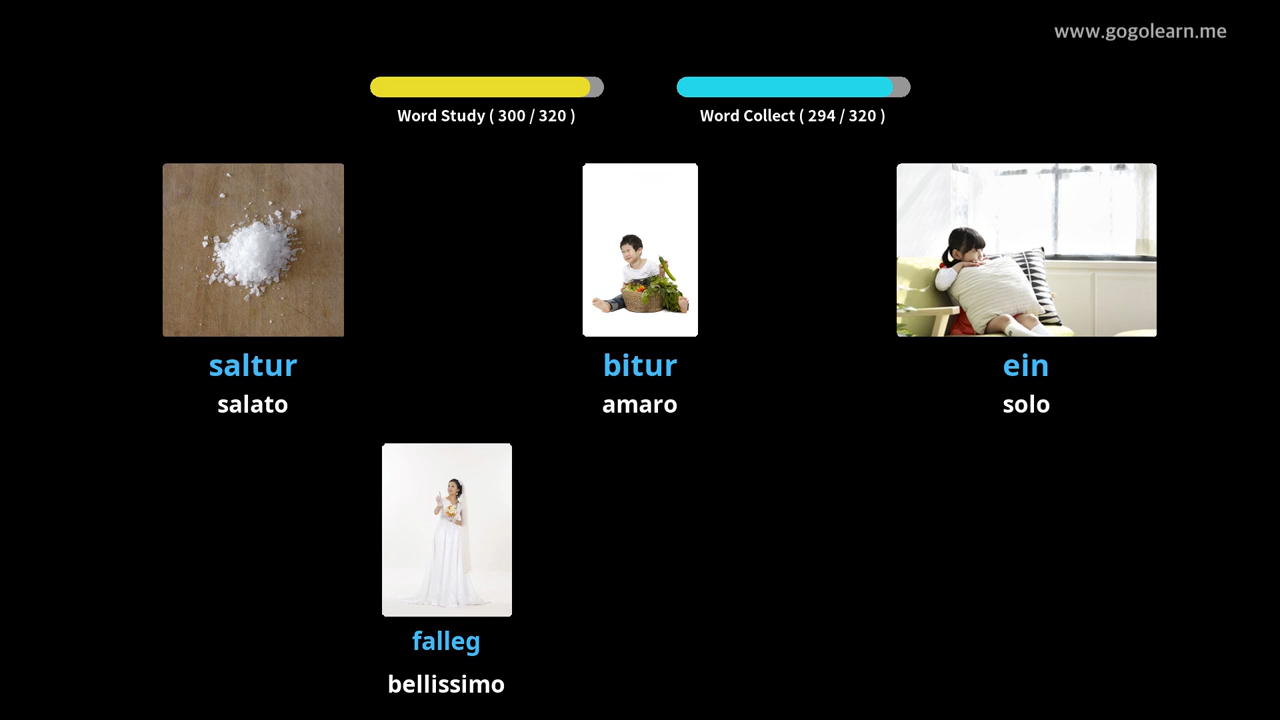 www.gogolearn.me
Word Study ( 300 / 320 )
Word Collect ( 294 / 320 )
saltur
salato
bitur
amaro
ein
solo
falleg
bellissimo